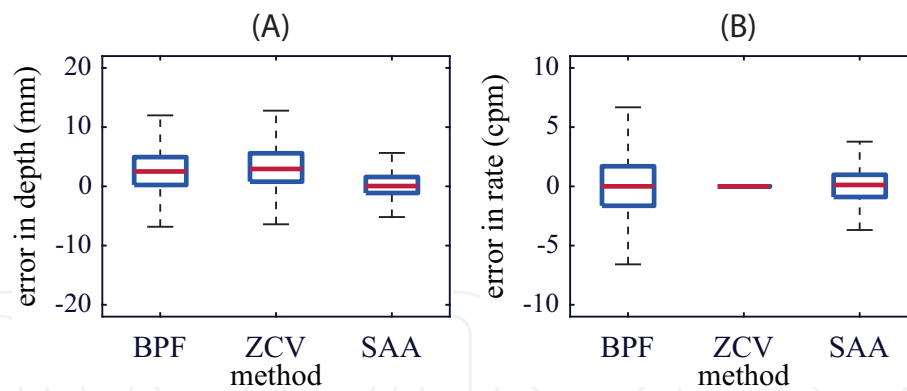 (A)
error in depth (mm)
20
10
0
-10
-20
BPF ZCV SAA
method
(B)
error in rate (cpm)
10
5
0
-5
-10
BPF ZCV SAA
method